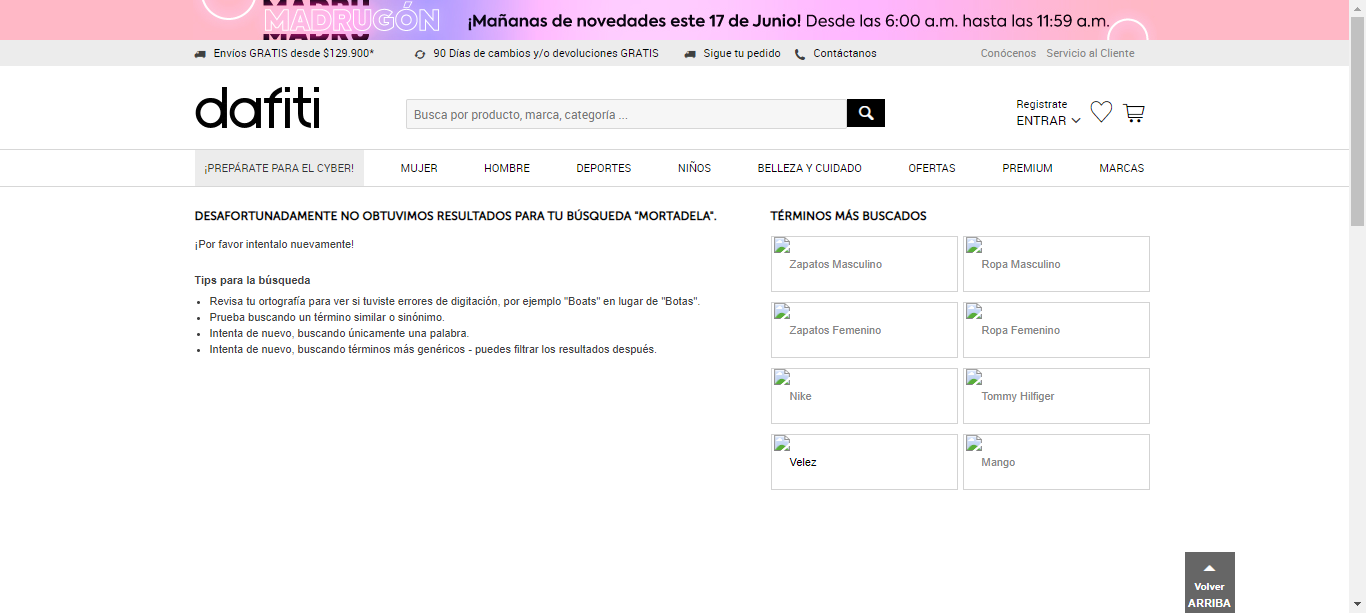 MADRU
MADRUGÓN
MADRU
¡Mañanas de novedades este 17 de Junio! Desde las 6:00 a.m. hasta las 11:59 a.m.
Envíos GRATIS desde $129.900* 90 Días de cambios y/o devoluciones GRATIS Sigue tu pedido Contáctanos Conócenos Servicio al Cliente
dafiti
Busca por producto, marca, categoría ...
Registrate
ENTRAR
¡PREPÁRATE PARA EL CYBER! MUJER HOMBRE DEPORTES NIÑOS BELLEZA Y CUIDADO OFERTAS PREMIUM MARCAS
DESAFORTUNADAMENTE NO OBTUVIMOS RESULTADOS PARA TU BÚSQUEDA "MORTADELA".
¡Por favor intentalo nuevamente!
Tips para la búsqueda
Revisa tu ortografía para ver si tuviste errores de digitación, por ejemplo "Boats" en lugar de "Botas".
Prueba buscando un término similar o sinónimo.
Intenta de nuevo, buscando únicamente una palabra.
Intenta de nuevo, buscando términos más genéricos - puedes filtrar los resultados después.
TÉRMINOS MÁS BUSCADOS
Zapatos Masculino Ropa Masculino
Zapatos Femenino Ropa Femenino
Nike Tommy Hilfiger
Velez Mango
Volver
ARRIBA